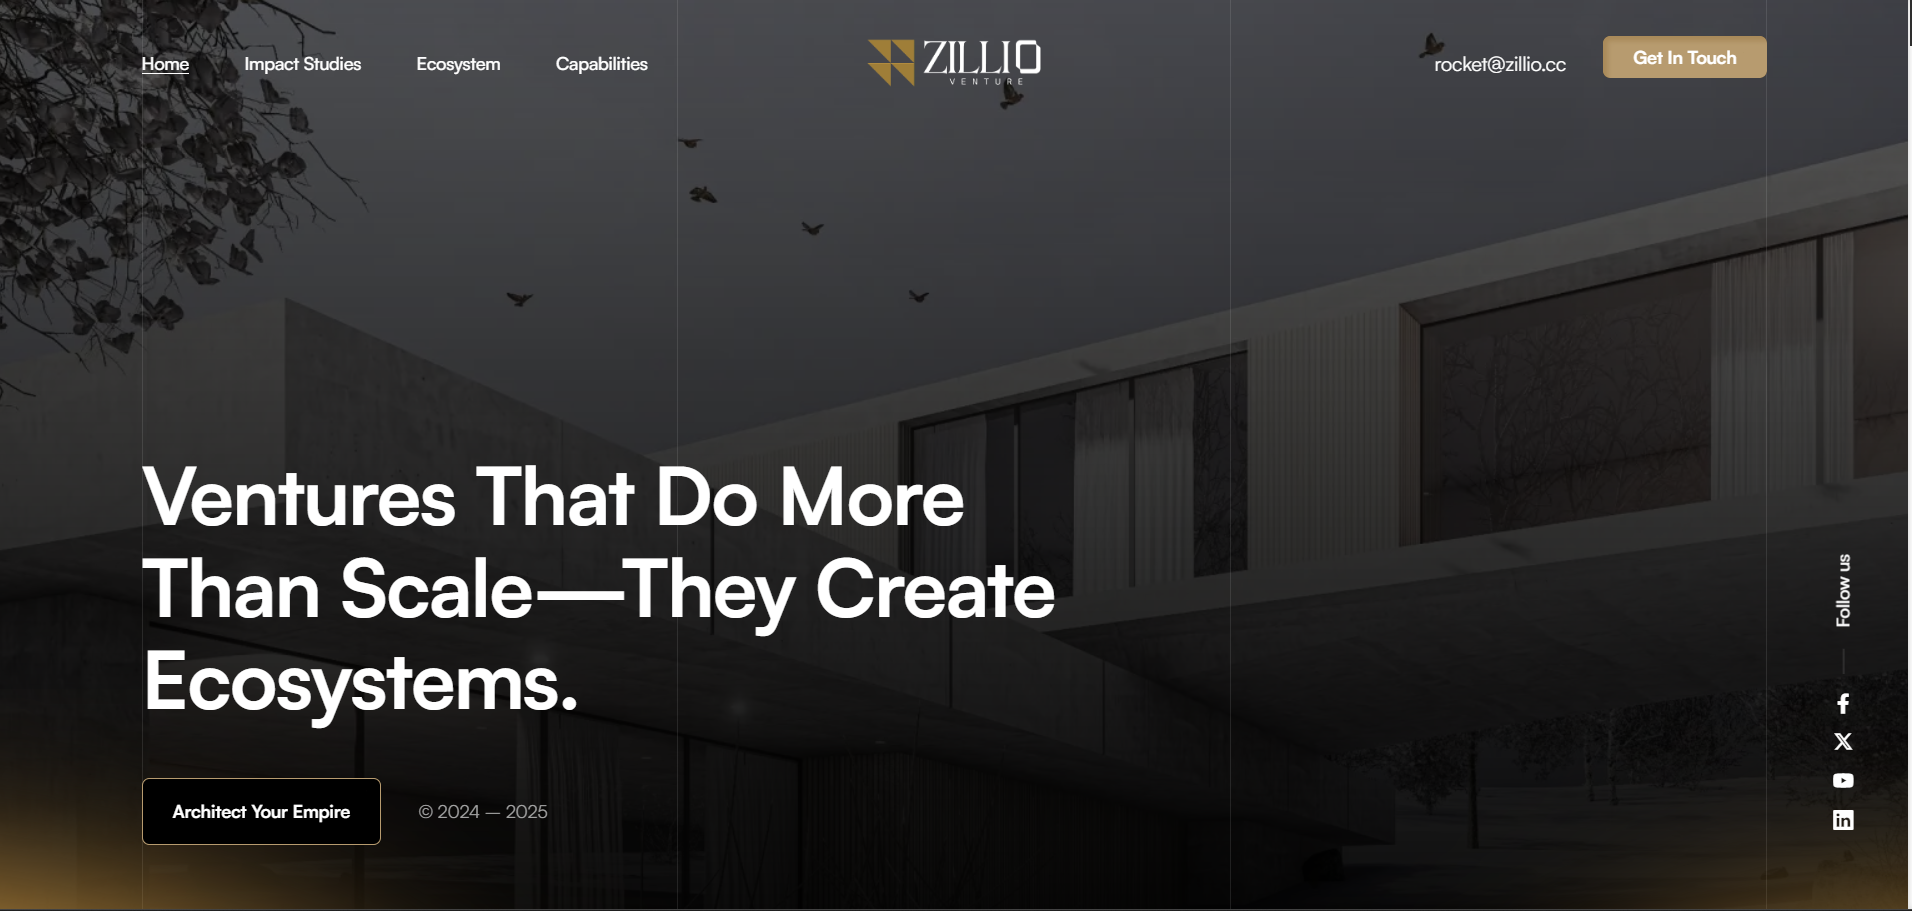 Home
Impact Studies
Ecosystem
Capabilities
ZILLIO
VENTURE
rocket@zillio.cc
Get In Touch
Ventures That Do More
Than Scale—They Create
Ecosystems.
Architect Your Empire
© 2024 — 2025
Follow us